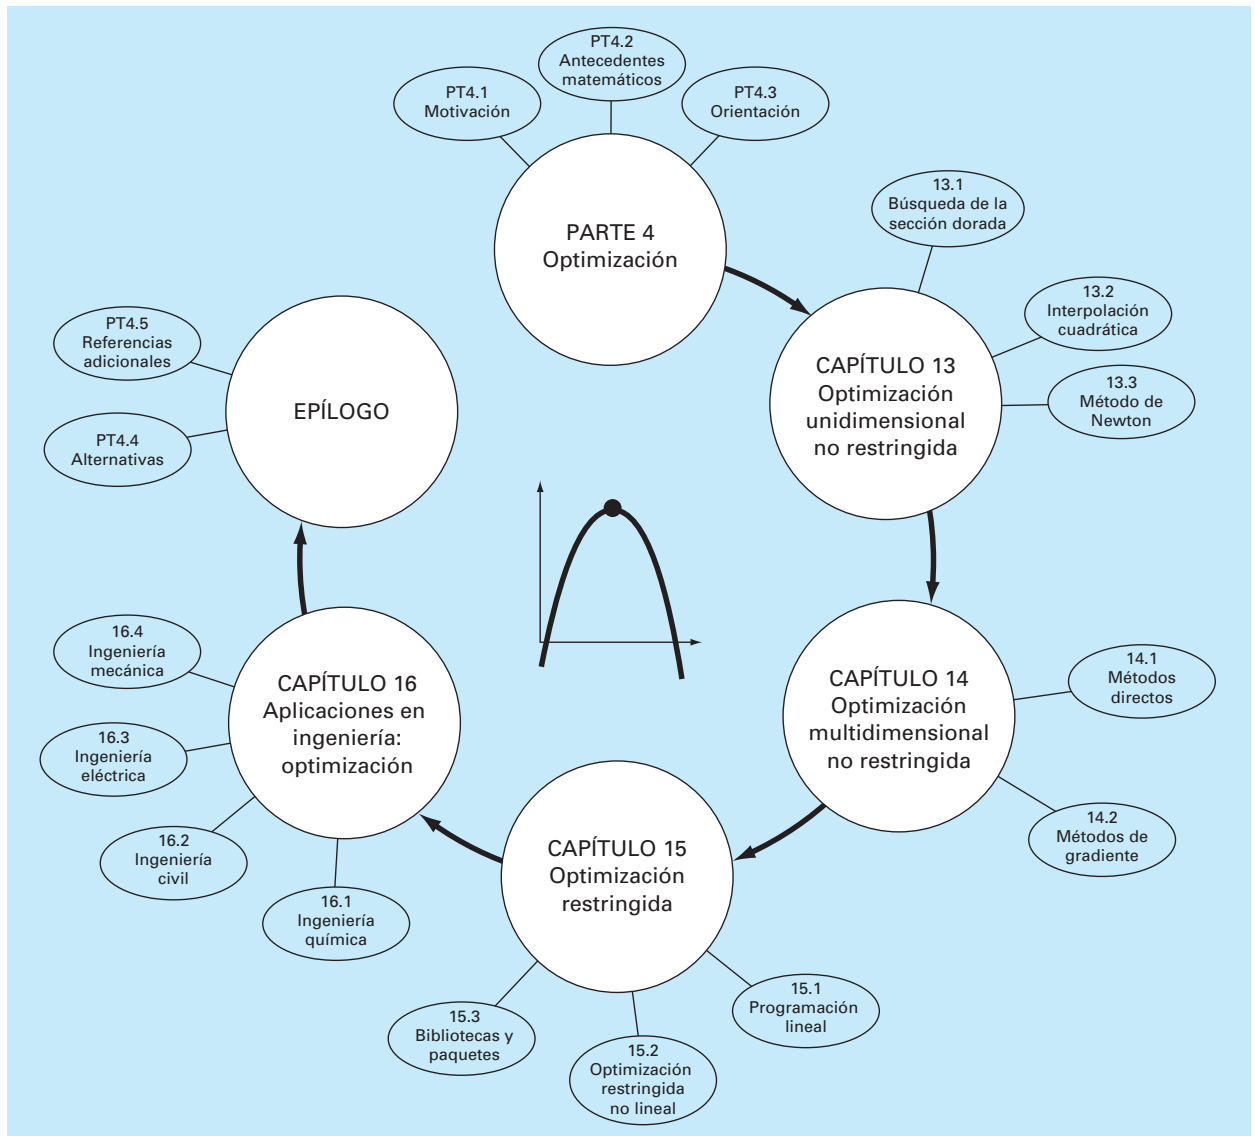 PT4.1
Motivación
PT4.2
Antecedentes
matemáticos
PT4.3
Orientación
PARTE 4
Optimización
13.1
Búsqueda de la
sección dorada
13.2
Interpolación
cuadrática
13.3
Método de
Newton
CAPÍTULO 13
Optimización
unidimensional
no restringida
14.1
Métodos
directos
14.2
Métodos de
gradiente
CAPÍTULO 14
Optimización
multidimensional
no restringida
CAPÍTULO 15
Optimización
restringida
15.1
Programación
lineal
15.2
Optimización
restringida
no lineal
15.3
Bibliotecas y
paquetes
CAPÍTULO 16
Aplicaciones en
ingeniería:
optimización
16.1
Ingeniería
química
16.2
Ingeniería
civil
16.3
Ingeniería
eléctrica
16.4
Ingeniería
mecánica
EPÍLOGO
PT4.4
Alternativas
PT4.5
Referencias
adicionales